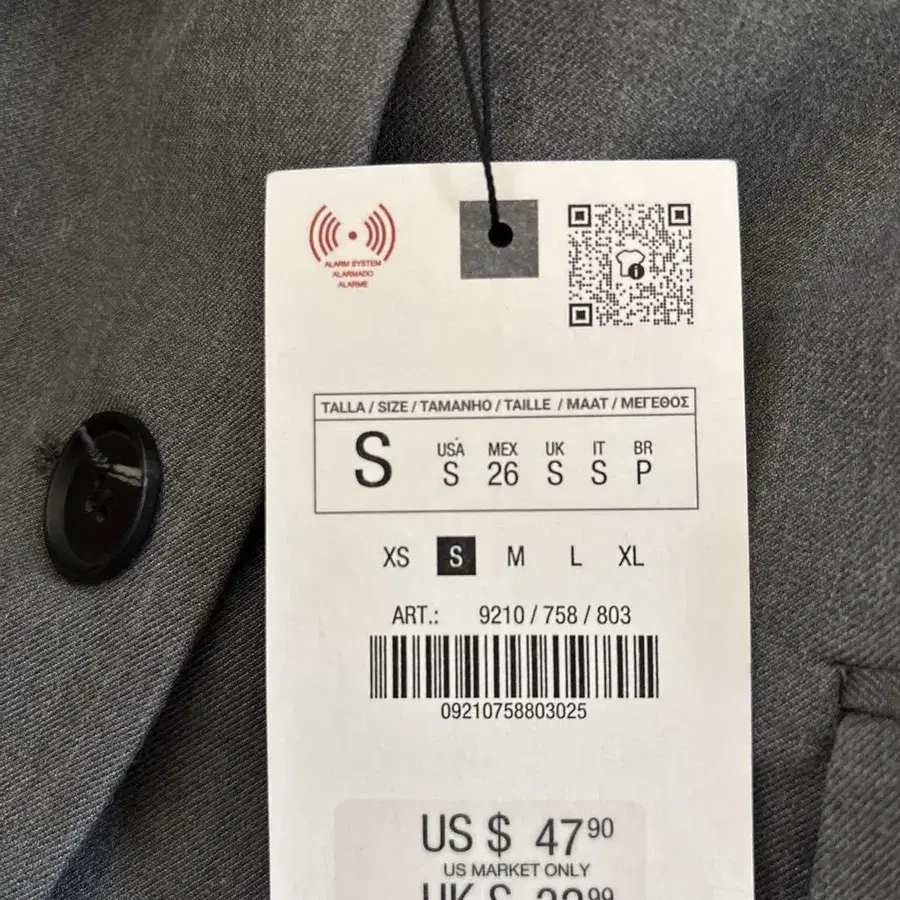 ALARM SYSTEM
ALARMADO
ALARME
TALLA / SIZE / TAMANHO / TAILLE / MAAT / ΜΕΓΕΘΟΣ
S
USA MEX UK IT BR
S 26 S S P
XS S M L XL
ART.: 9210 / 758 / 803
09210758803025
US $ 47 90
US MARKET ONLY